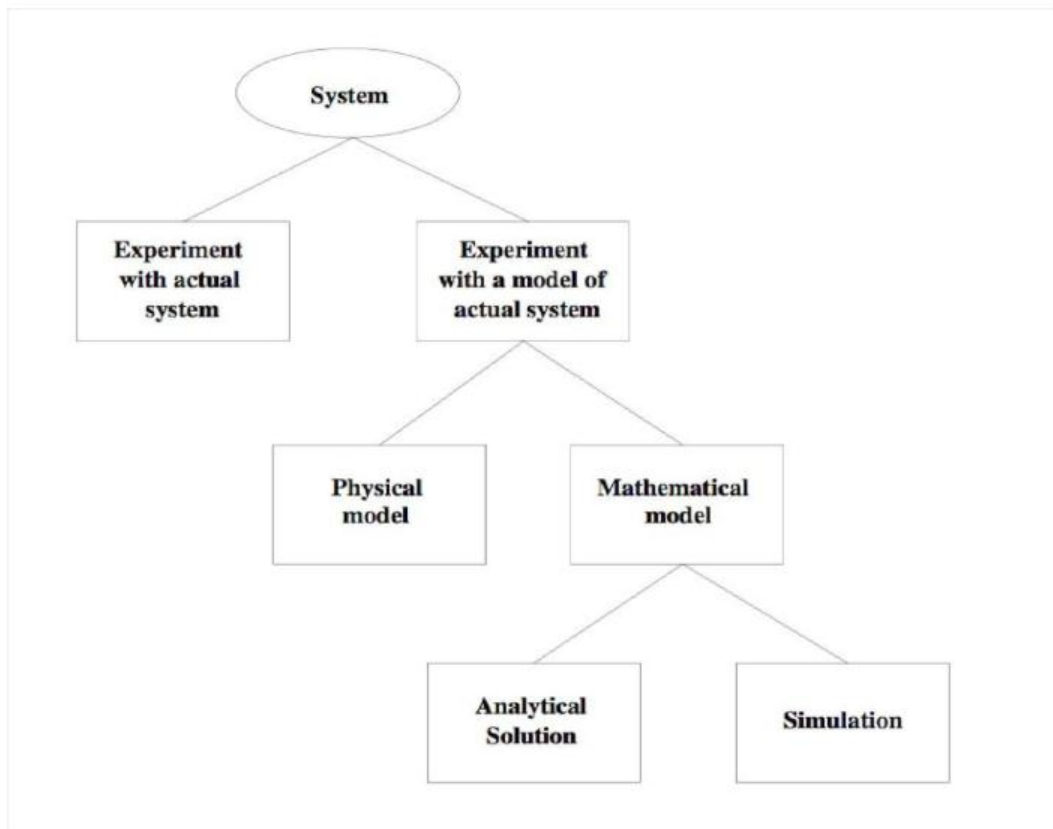 System
Experiment
with actual
system
Experiment
with a model of
actual system
Physical
model
Mathematical
model
Analytical
Solution
Simulation